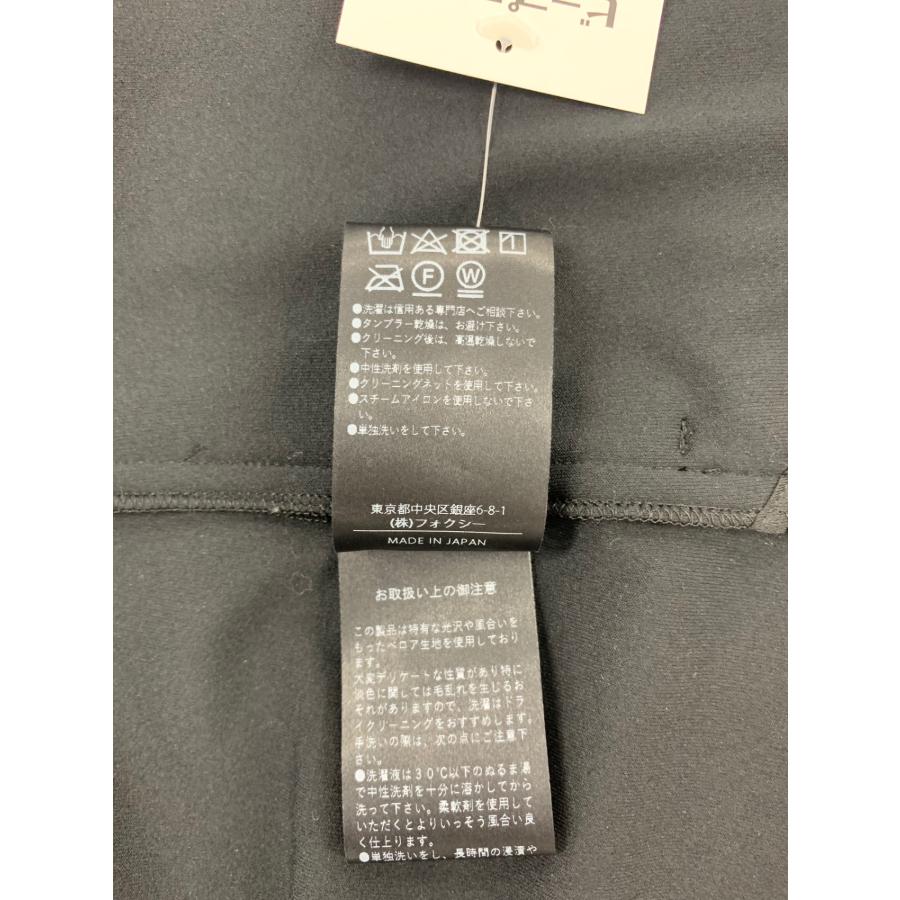 1
F W
●洗濯は信用ある専門店へご相談下さい。
●タンブラー乾燥は、お避け下さい。
●クリーニング後は、高温乾燥しないで
下さい。
●中性洗剤を使用して下さい。
●クリーニングネットを使用して下さい。
●スチームアイロンを使用しないで下さ
い。
●単独洗いをして下さい。
東京都中央区銀座6-8-1
(株)フォクシー
MADE IN JAPAN
お取扱い上の御注意
この製品は特有な光沢や風合いを
もったベロア生地を使用しており
ます。
大変デリケートな性質があり特に
淡色に関しては毛乱れを生じるお
それがありますので、洗濯はドラ
イクリーニングをおすすめします。
手洗いの際は、次の点にご注意下
さい。
●洗濯液は30℃以下のぬるま湯
で中性洗剤を十分に溶かしてから
洗って下さい。柔軟剤を使用して
いただくとよりいっそう風合い良
く仕上ります。
●単独洗いをし、長時間の浸漬や